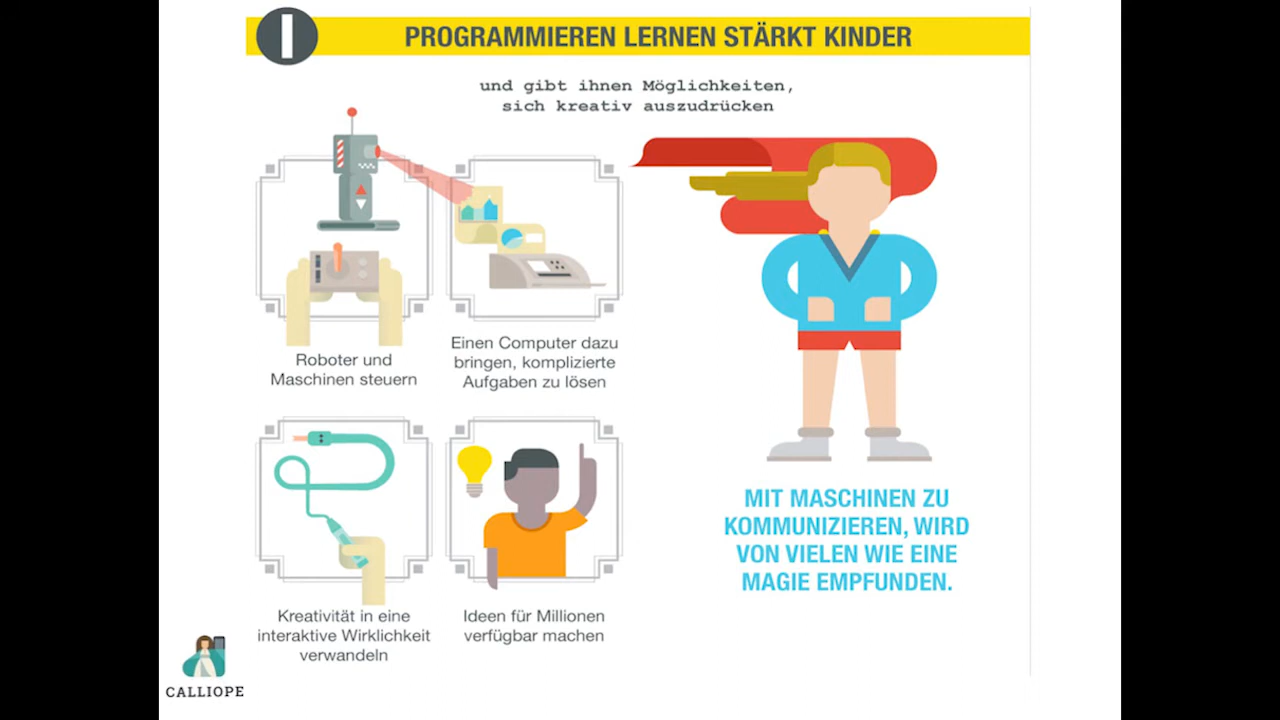 I
PROGRAMMIEREN LERNEN STÄRKT KINDER
und gibt ihnen Möglichkeiten,
sich kreativ auszudrücken
Roboter und
Maschinen steuern
Einen Computer dazu
bringen, komplizierte
Aufgaben zu lösen
Kreativität in eine
interaktive Wirklichkeit
verwandeln
Ideen für Millionen
verfügbar machen
MIT MASCHINEN ZU
KOMMUNIZIEREN, WIRD
VON VIELEN WIE EINE
MAGIE EMPFUNDEN.
CALLIOPE